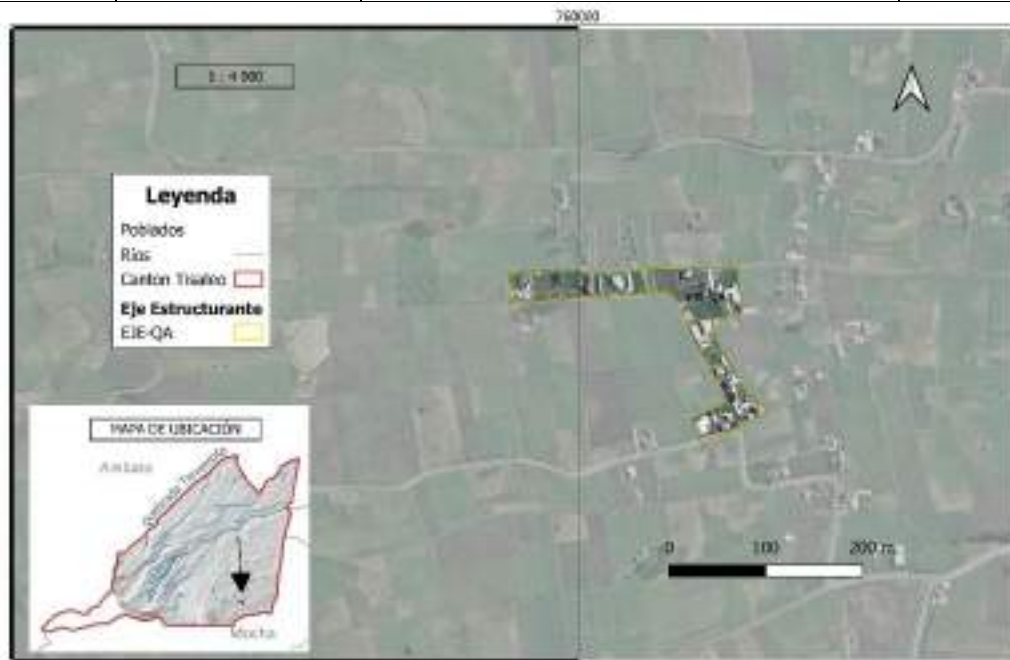 760000
1 : 4 000
Leyenda
Poblados
Ríos
Canton Tisaleo
Eje Estructurante
EJE-QA
MAPA DE UBICACIÓN
Ambato
Mocha
0 100 200 m